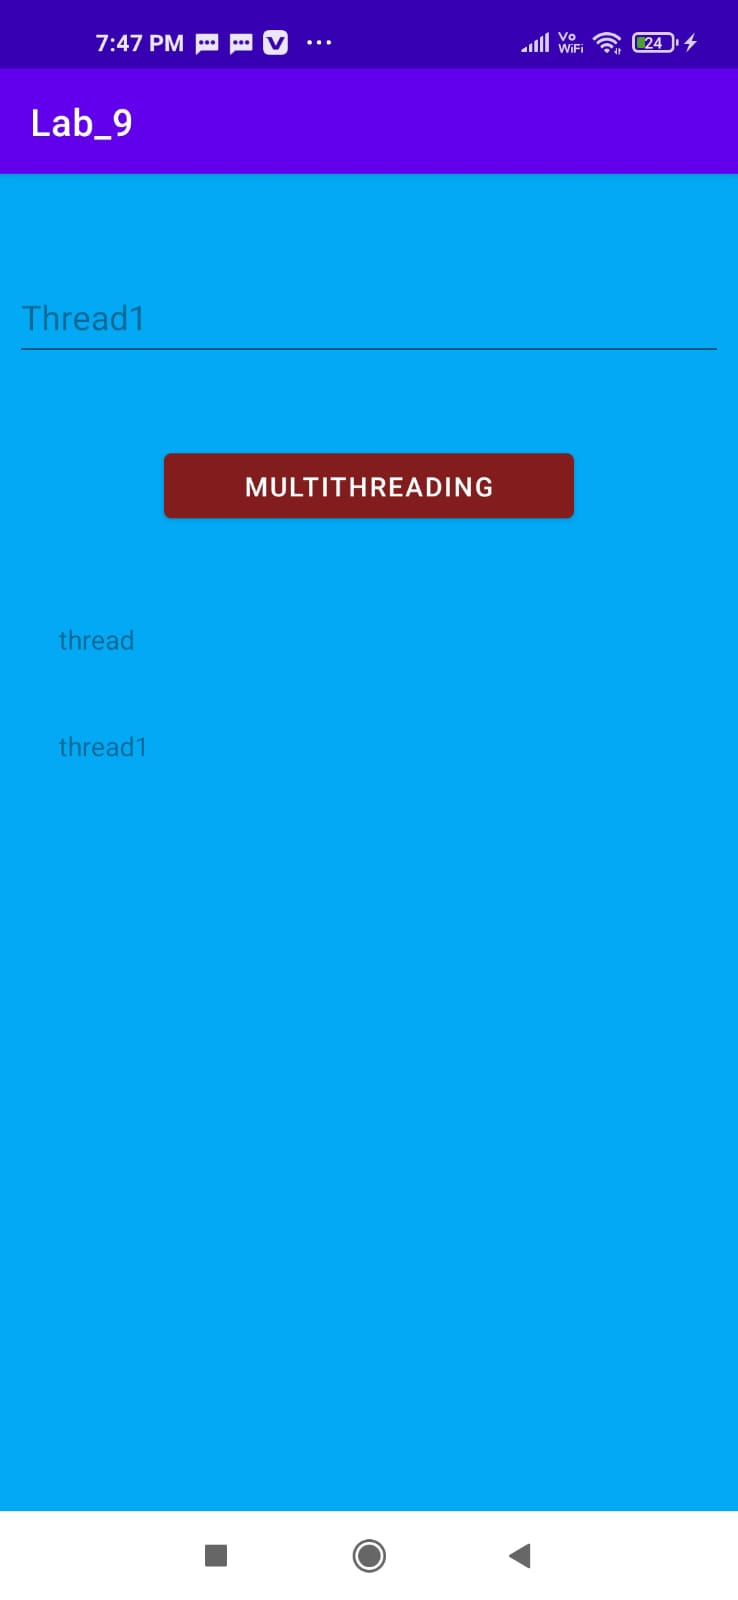 7:47 PM
Vo
WiFi
24
Lab_9
Thread1
MULTITHREADING
thread
thread1